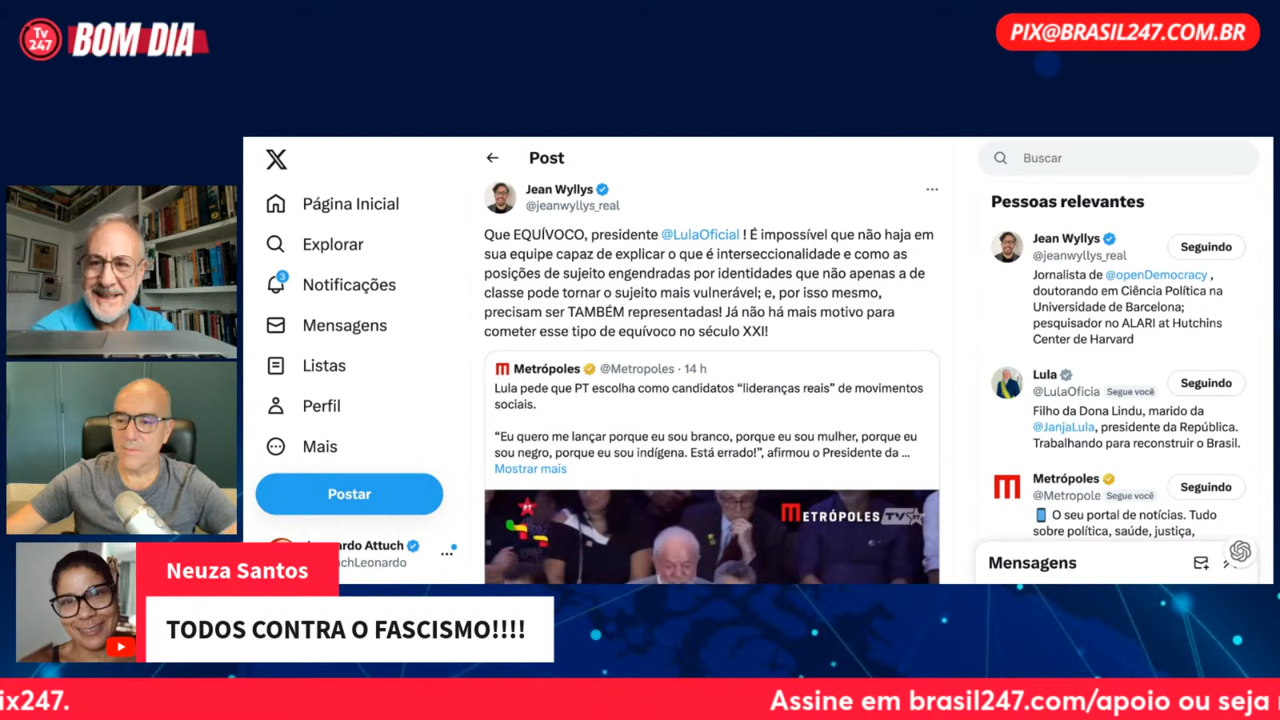 Tv
247
BOM DIA
PIX@BRASIL247.COM.BR
X
Página Inicial
Explorar
3
Notificações
Mensagens
Listas
Perfil
Mais
Postar
Attuch
chLeonardo
Post
Jean Wyllys
@jeanwyllys_real
Que EQUÍVOCO, presidente @LulaOficial ! É impossível que não haja em
sua equipe capaz de explicar o que é interseccionalidade e como as
posições de sujeito engendradas por identidades que não apenas a de
classe pode tornar o sujeito mais vulnerável; e, por isso mesmo,
precisam ser TAMBÉM representadas! Já não há mais motivo para
cometer esse tipo de equívoco no século XXI!
Metrópoles @Metropoles · 14 h
Lula pede que PT escolha como candidatos “lideranças reais” de movimentos
sociais.
“Eu quero me lançar porque eu sou branco, porque eu sou mulher, porque eu
sou negro, porque eu sou indígena. Está errado!”, afirmou o Presidente da ...
Mostrar mais
PT
METRÓPOLES TV
Buscar
Pessoas relevantes
Jean Wyllys
@jeanwyllys_real
Seguindo
Jornalista de @openDemocracy ,
doutorando em Ciência Política na
Universidade de Barcelona;
pesquisador no ALARI at Hutchins
Center de Harvard
Lula
@LulaOficia Segue você
Seguindo
Filho da Dona Lindu, marido da
@JanjaLula, presidente da República.
Trabalhando para reconstruir o Brasil.
Metrópoles
@Metropole Segue você
Seguindo
O seu portal de notícias. Tudo
sobre política, saúde, justiça,
Mensagens
Neuza Santos
TODOS CONTRA O FASCISMO!!!!
ix247.
Assine em brasil247.com/apoio ou seja